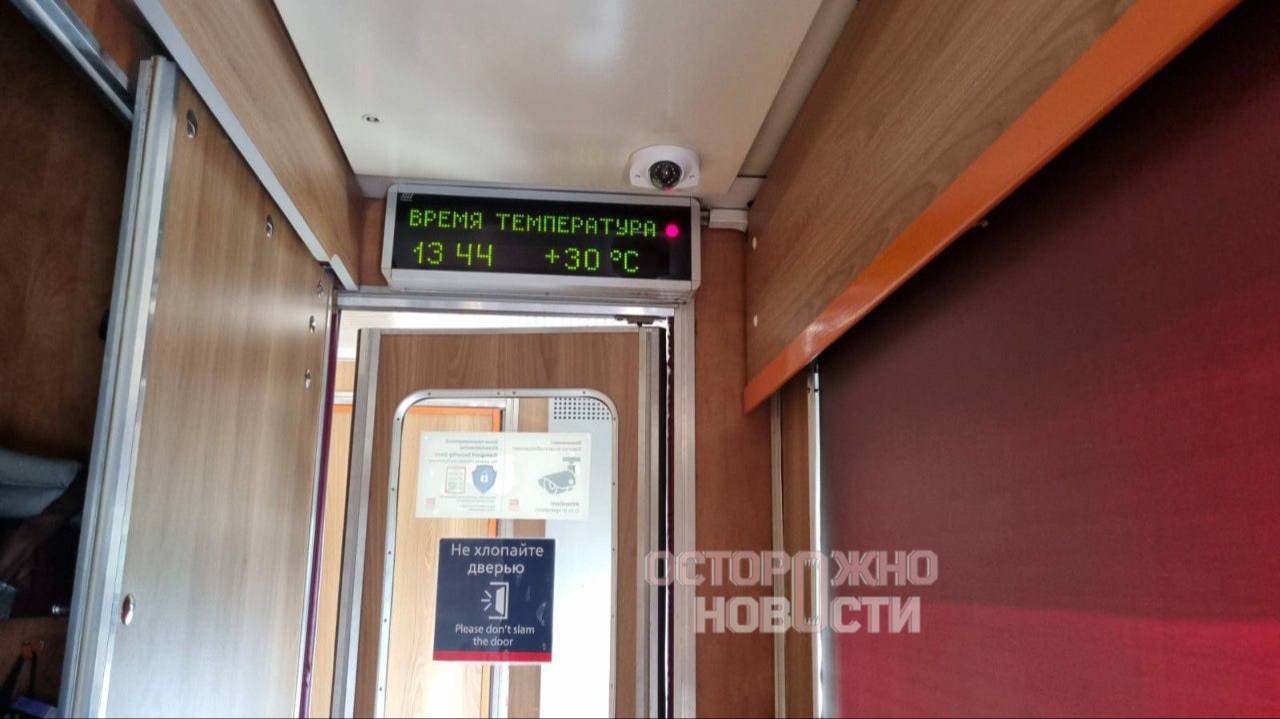 ВРЕМЯ ТЕМПЕРАТУРА
13 44 +30 °C
Не хлопайте
дверью
Please don't slam
the door
ОСТОРОЖНО
НОВОСТИ